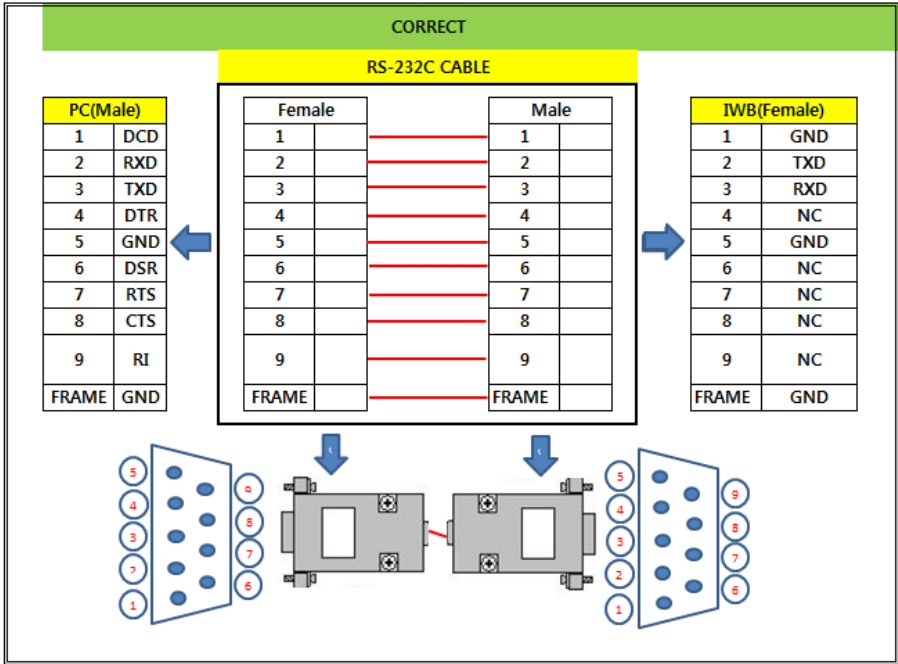 CORRECT
RS-232C CABLE
PC(Male) Female Male IWB(Female)
1 DCD 1 1 1 GND
2 RXD 2 2 2 TXD
3 TXD 3 3 3 RXD
4 DTR 4 4 4 NC
5 GND 5 5 5 GND
6 DSR 6 6 6 NC
7 RTS 7 7 7 NC
8 CTS 8 8 8 NC
9 RI 9 9 9 NC
FRAME GND FRAME FRAME FRAME GND
5 9 5 9
4 8 4 8
3 7 3 7
2 6 2 6
1 1